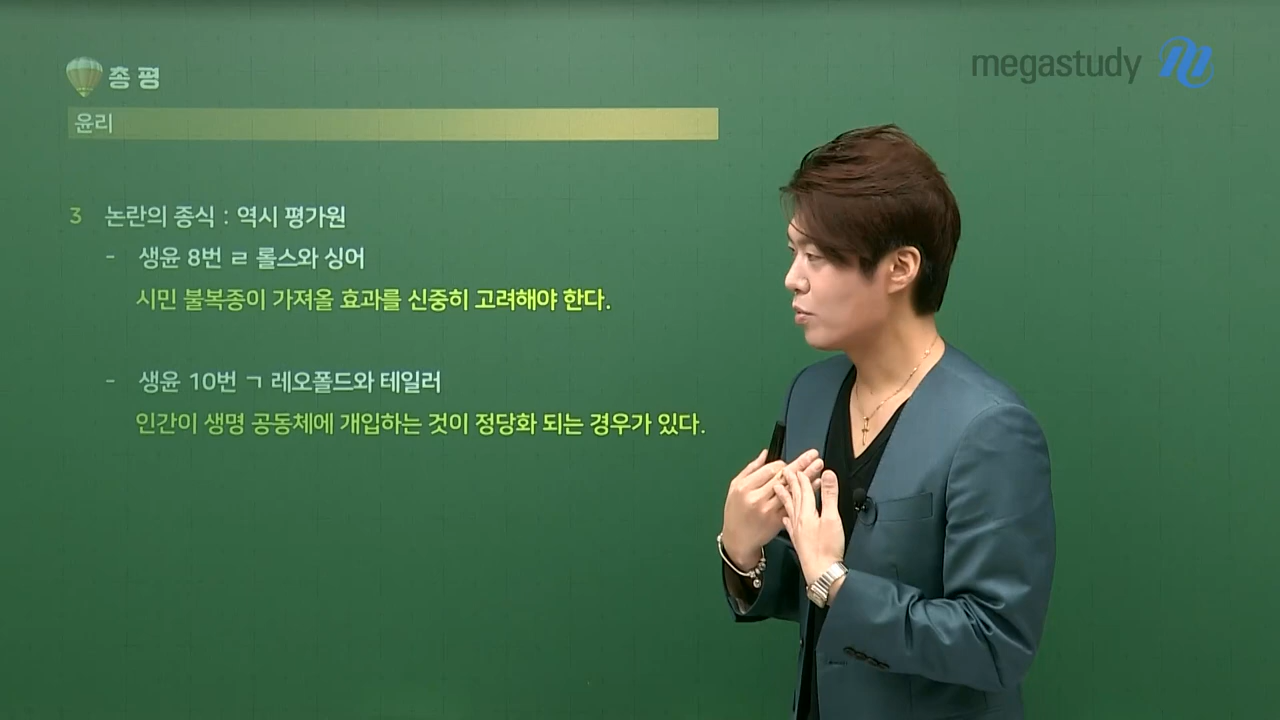 총평
megastudy
윤리
3 논란의 종식 : 역시 평가원
- 생윤 8번 ㄹ 롤스와 싱어
시민 불복종이 가져올 효과를 신중히 고려해야 한다.
- 생윤 10번 ㄱ 레오폴드와 테일러
인간이 생명 공동체에 개입하는 것이 정당화 되는 경우가 있다.